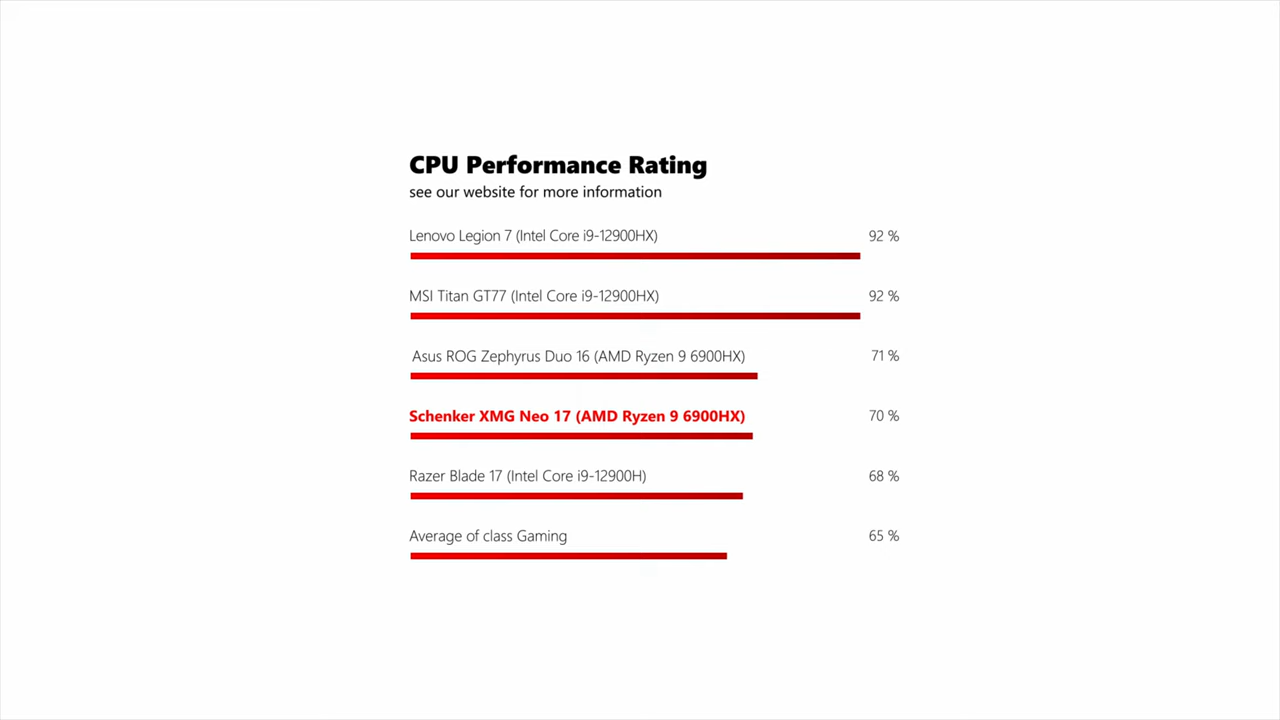 CPU Performance Rating
see our website for more information
Lenovo Legion 7 (Intel Core i9-12900HX) 92 %
MSI Titan GT77 (Intel Core i9-12900HX) 92 %
Asus ROG Zephyrus Duo 16 (AMD Ryzen 9 6900HX) 71 %
Schenker XMG Neo 17 (AMD Ryzen 9 6900HX) 70 %
Razer Blade 17 (Intel Core i9-12900H) 68 %
Average of class Gaming 65 %